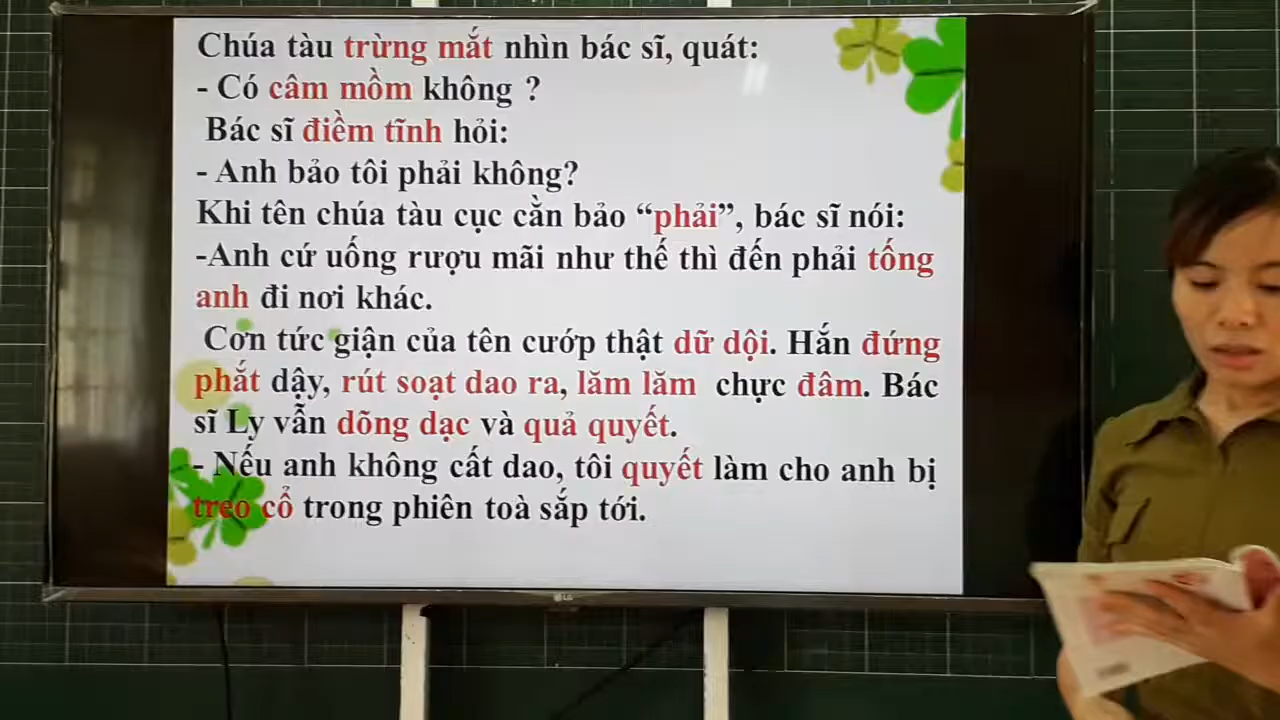 Chúa tàu trừng mắt nhìn bác sĩ, quát:
- Có câm mồm không ?
Bác sĩ điềm tĩnh hỏi:
- Anh bảo tôi phải không?
Khi tên chúa tàu cục cằn bảo “phải”, bác sĩ nói:
-Anh cứ uống rượu mãi như thế thì đến phải tống
anh đi nơi khác.
Cơn tức giận của tên cướp thật dữ dội. Hắn đứng
phắt dậy, rút soạt dao ra, lăm lăm chực đâm. Bác
sĩ Ly vẫn dõng dạc và quả quyết.
- Nếu anh không cất dao, tôi quyết làm cho anh bị
treo cổ trong phiên toà sắp tới.
LG